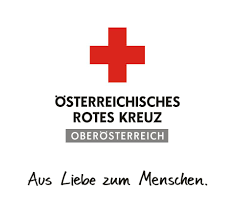 ÖSTERREICHISCHES
ROTES KREUZ
OBERÖSTERREICH
Aus Liebe zum Menschen.